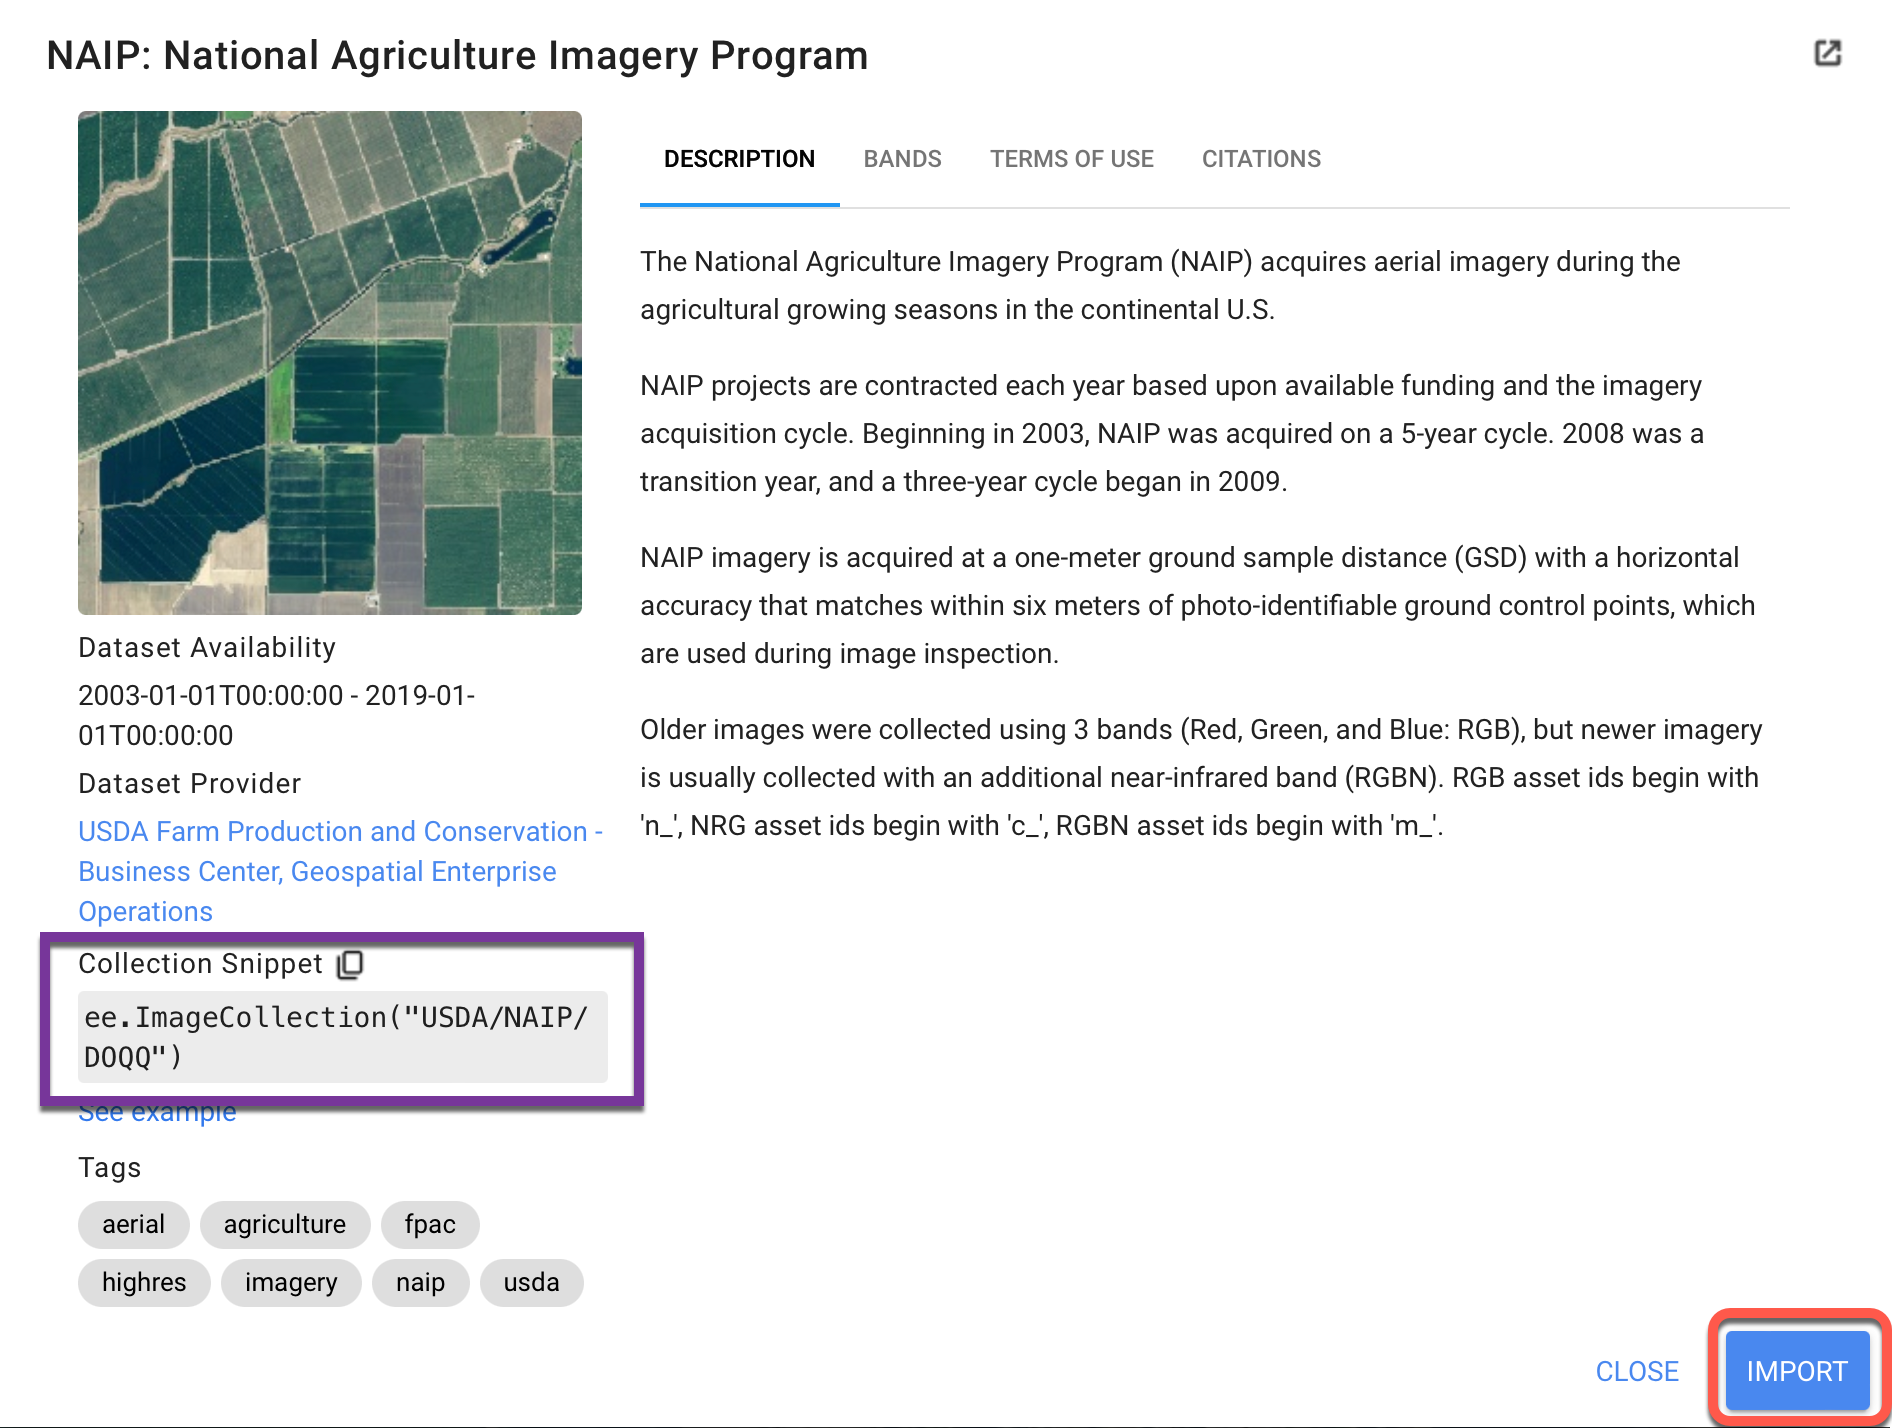 NAIP: National Agriculture Imagery Program
DESCRIPTION BANDS TERMS OF USE CITATIONS
The National Agriculture Imagery Program (NAIP) acquires aerial imagery during the
agricultural growing seasons in the continental U.S.
NAIP projects are contracted each year based upon available funding and the imagery
acquisition cycle. Beginning in 2003, NAIP was acquired on a 5-year cycle. 2008 was a
transition year, and a three-year cycle began in 2009.
NAIP imagery is acquired at a one-meter ground sample distance (GSD) with a horizontal
accuracy that matches within six meters of photo-identifiable ground control points, which
are used during image inspection.
Older images were collected using 3 bands (Red, Green, and Blue: RGB), but newer imagery
is usually collected with an additional near-infrared band (RGBN). RGB asset ids begin with
'n_', NRG asset ids begin with 'c_', RGBN asset ids begin with 'm_'.
Dataset Availability
2003-01-01T00:00:00 - 2019-01-
01T00:00:00
Dataset Provider
USDA Farm Production and Conservation -
Business Center, Geospatial Enterprise
Operations
Collection Snippet
ee.ImageCollection("USDA/NAIP/
DOQQ")
See example
Tags
aerial agriculture fpac
highres imagery naip usda
CLOSE IMPORT